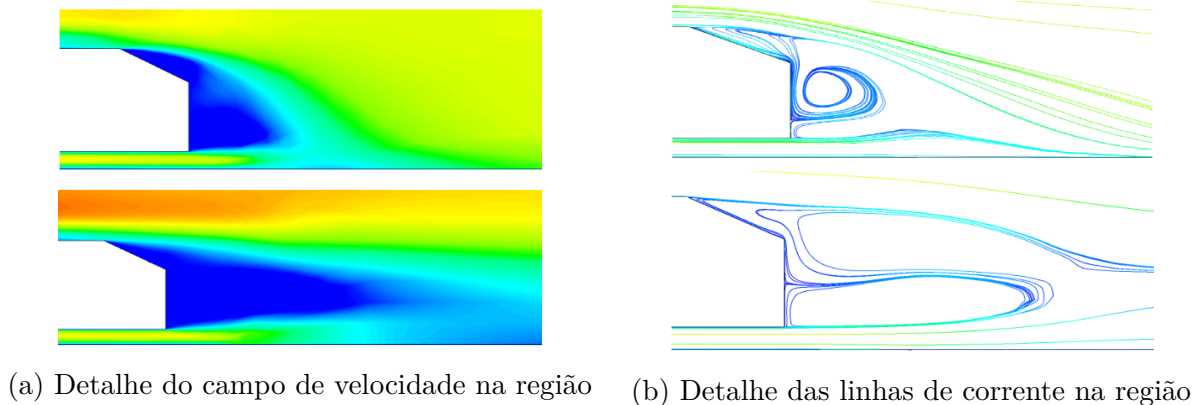 (a) Detalhe do campo de velocidade na região
(b) Detalhe das linhas de corrente na região